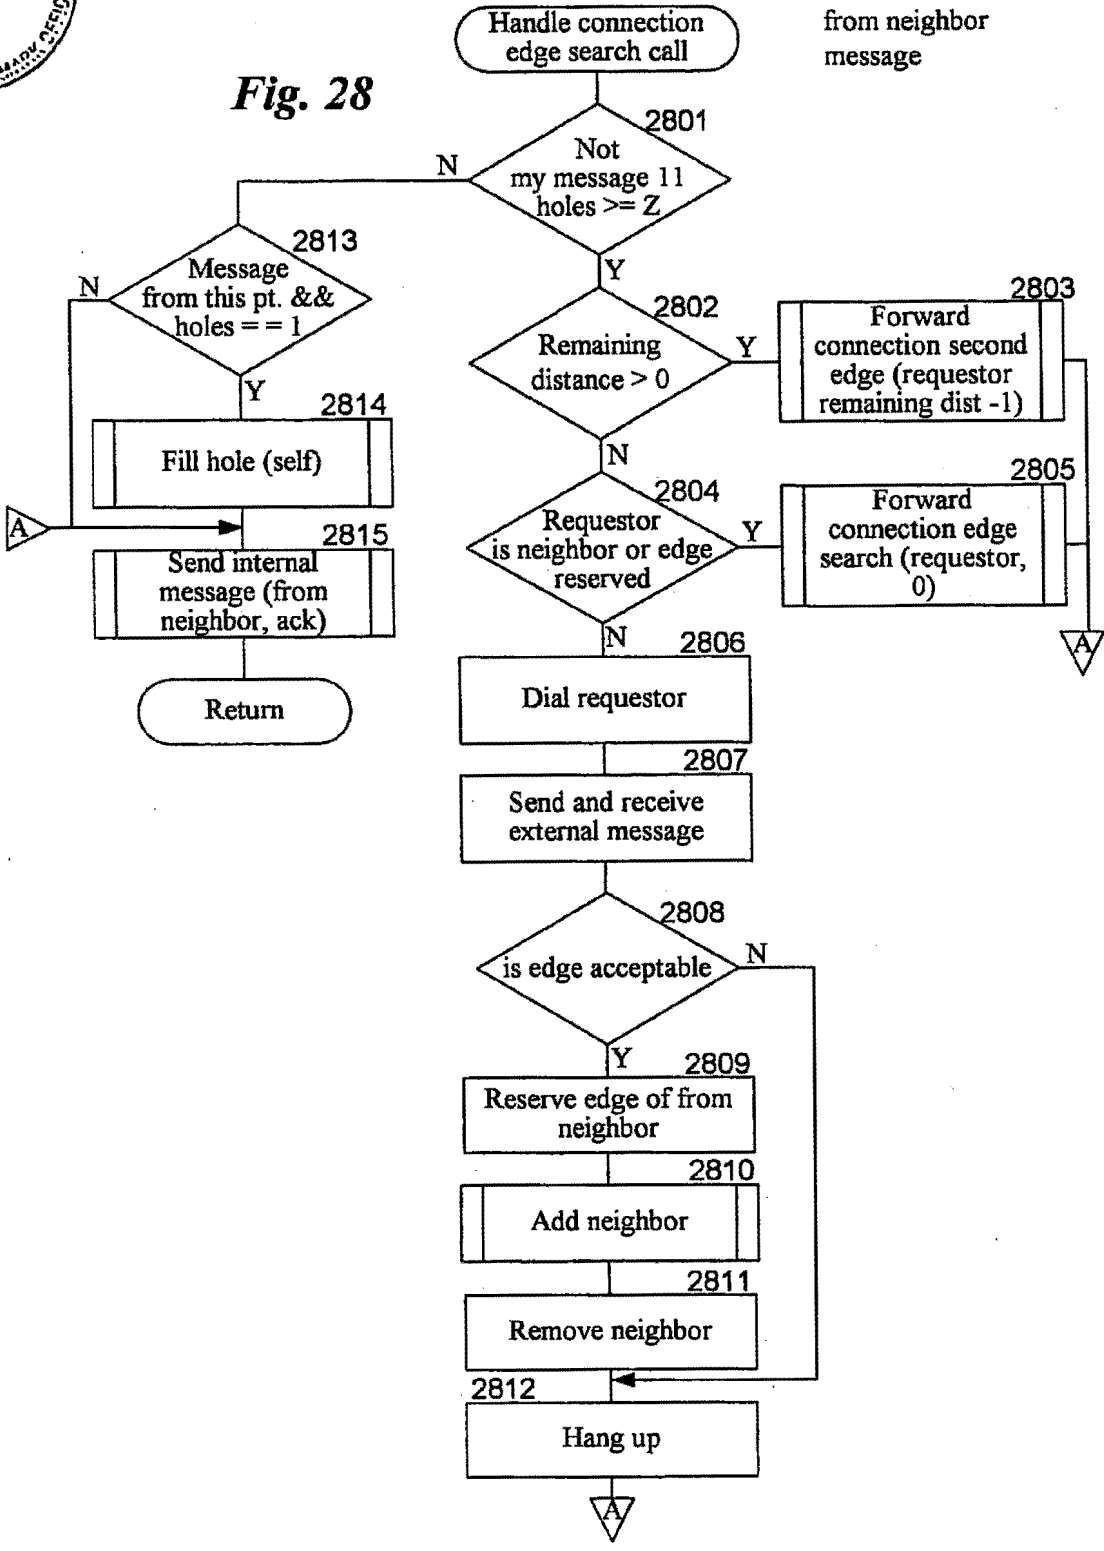 Handle connection
edge search call
from neighbor
message
Fig. 28
2801
Not
my message 11
holes >= Z
N
Y
2813
Message
from this pt. &&
holes = = 1
N
Y
2814
Fill hole (self)
A
2815
Send internal
message (from
neighbor, ack)
Return
2802
Remaining
distance > 0
Y
N
2803
Forward
connection second
edge (requestor
remaining dist -1)
2804
Requestor
is neighbor or edge
reserved
Y
N
2805
Forward
connection edge
search (requestor,
0)
A
2806
Dial requestor
2807
Send and receive
external message
2808
is edge acceptable
N
Y
2809
Reserve edge of from
neighbor
2810
Add neighbor
2811
Remove neighbor
2812
Hang up
A